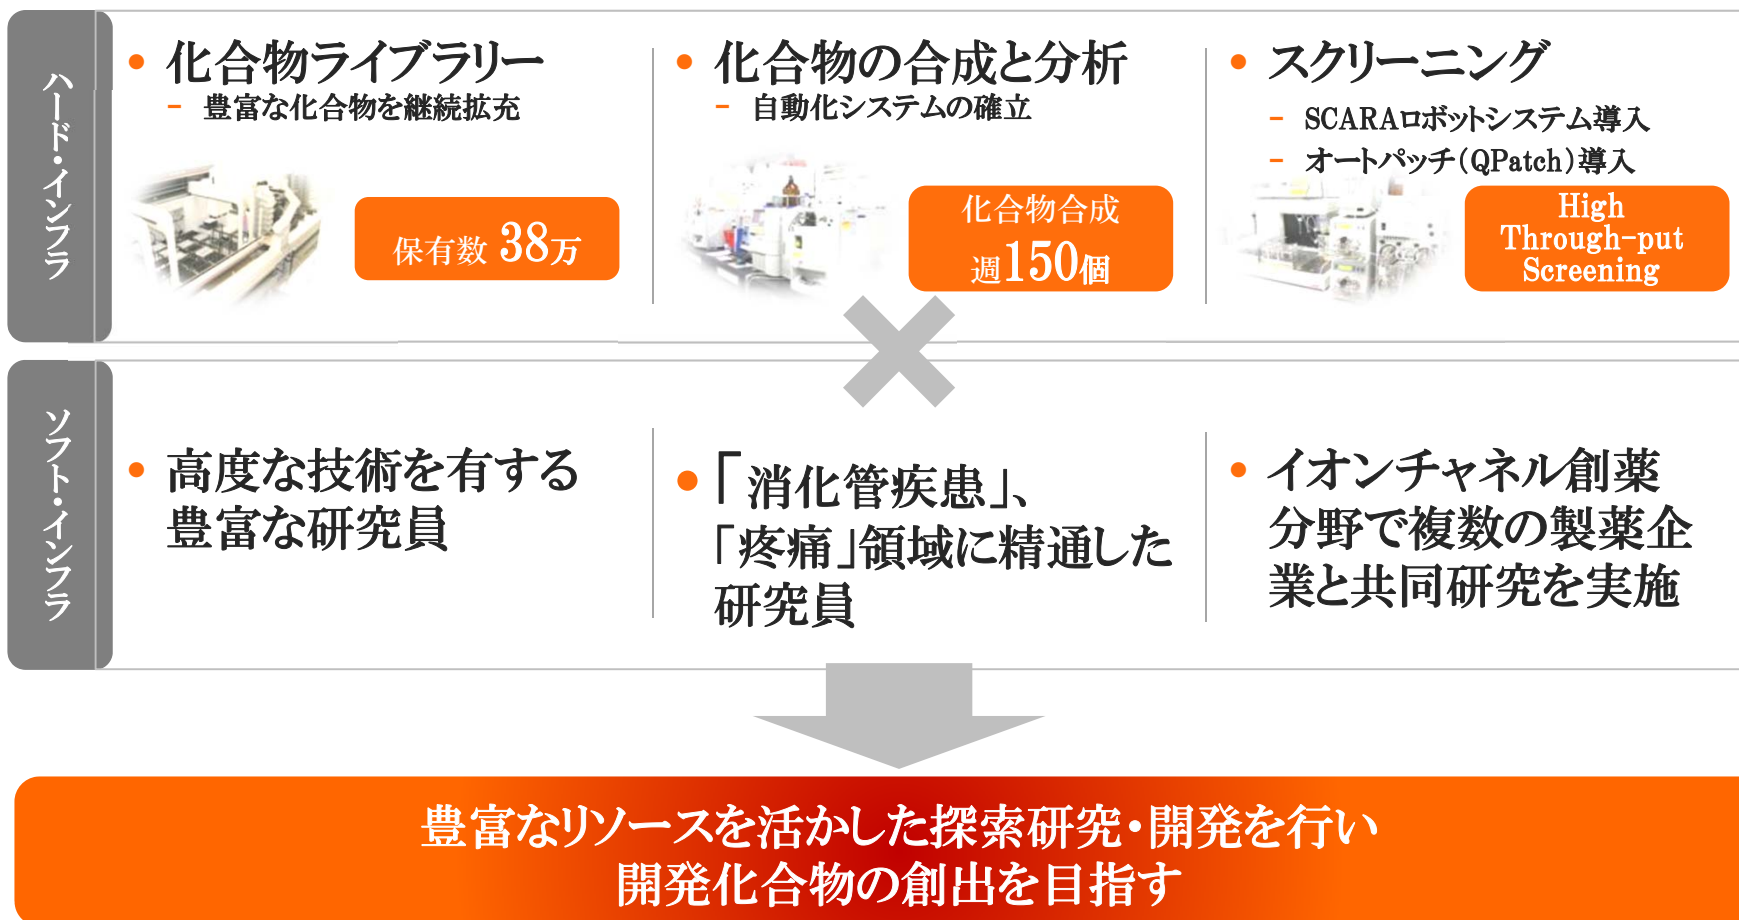 ハード・インフラ
• 化合物ライブラリー
− 豊富な化合物を継続拡充
保有数 38万
• 化合物の合成と分析
− 自動化システムの確立
化合物合成
週150個
• スクリーニング
− SCARAロボットシステム導入
− オートパッチ（QPatch）導入
High
Through-put
Screening
ソフト・インフラ
• 高度な技術を有する
豊富な研究員
• 「消化管疾患」、
「疼痛」領域に精通した
研究員
• イオンチャネル創薬
分野で複数の製薬企
業と共同研究を実施
豊富なリソースを活かした探索研究・開発を行い
開発化合物の創出を目指す